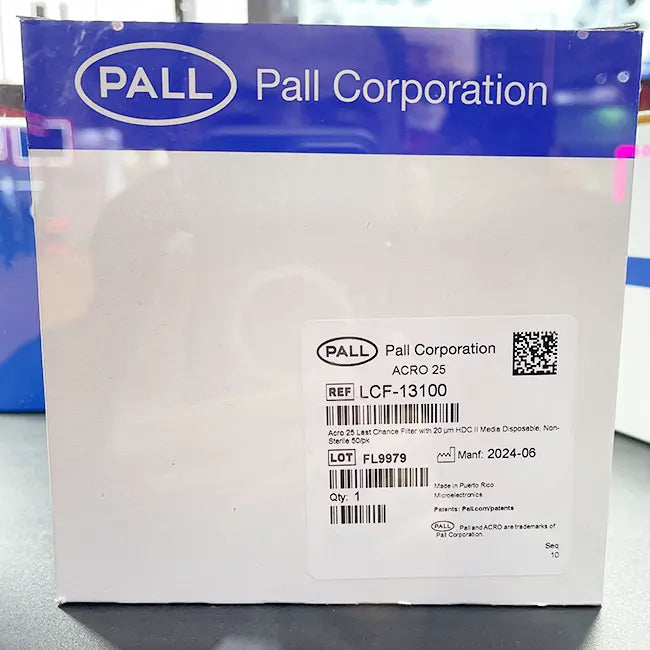 PALL Pall Corporation
PALL Pall Corporation
ACRO 25
REF LCF-13100
Acro 25 Last Chance Filter with 20 µm HDC II Media Disposable, Non-
Sterile 50/pk
LOT FL9979 Manf: 2024-06
Made in Puerto Rico
Microelectronics
Qty: 1
Patents: Pall.com/patents
PALL, Pall and ACRO are trademarks of
Pall Corporation.
Seq
10